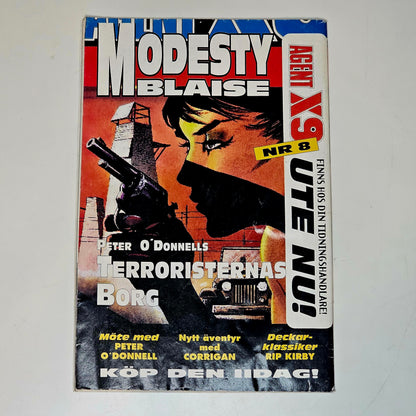 MODESTY
BLAISE
AGENT X9
NR 8
UTE NU!
FINNS HOS DIN TIDNINGSHANDLARE!
PETER O'DONNELLS
TERRORISTERNAS
BORG
Möte med
PETER
O'DONNELL
Nytt äventyr
med
CORRIGAN
Deckar-
klassiker
RIP KIRBY
KÖP DEN IIDAG!